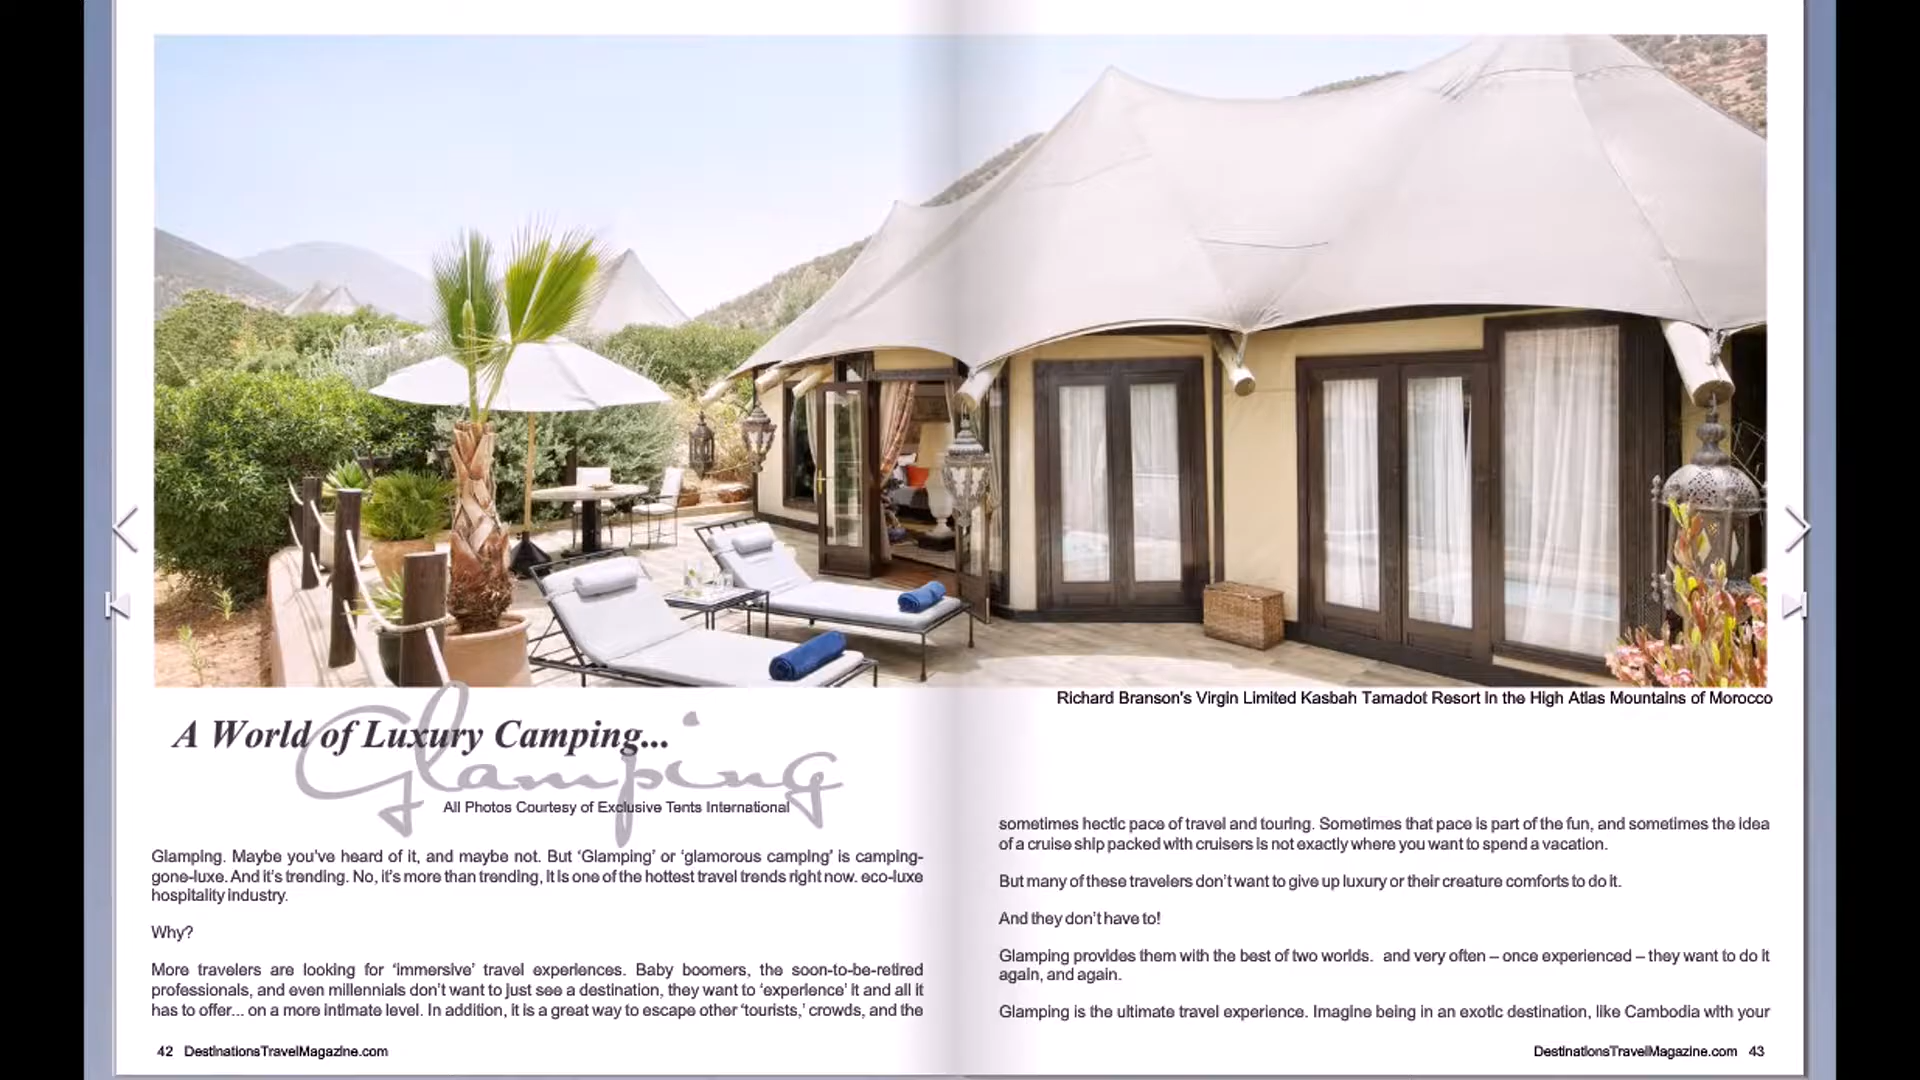 Richard Branson's Virgin Limited Kasbah Tamadot Resort in the High Atlas Mountains of Morocco
A World of Luxury Camping...
Glamping
All Photos Courtesy of Exclusive Tents International
Glamping. Maybe you've heard of it, and maybe not. But ‘Glamping’ or ‘glamorous camping’ is camping-
gone-luxe. And it’s trending. No, it’s more than trending, it is one of the hottest travel trends right now. eco-luxe
hospitality industry.
Why?
More travelers are looking for ‘immersive’ travel experiences. Baby boomers, the soon-to-be-retired
professionals, and even millennials don’t want to just see a destination, they want to ‘experience’ it and all it
has to offer... on a more intimate level. In addition, it is a great way to escape other ‘tourists,’ crowds, and the
42 DestinationsTravelMagazine.com
sometimes hectic pace of travel and touring. Sometimes that pace is part of the fun, and sometimes the idea
of a cruise ship packed with cruisers is not exactly where you want to spend a vacation.
But many of these travelers don’t want to give up luxury or their creature comforts to do it.
And they don’t have to!
Glamping provides them with the best of two worlds. and very often – once experienced – they want to do it
again, and again.
Glamping is the ultimate travel experience. Imagine being in an exotic destination, like Cambodia with your
DestinationsTravelMagazine.com 43